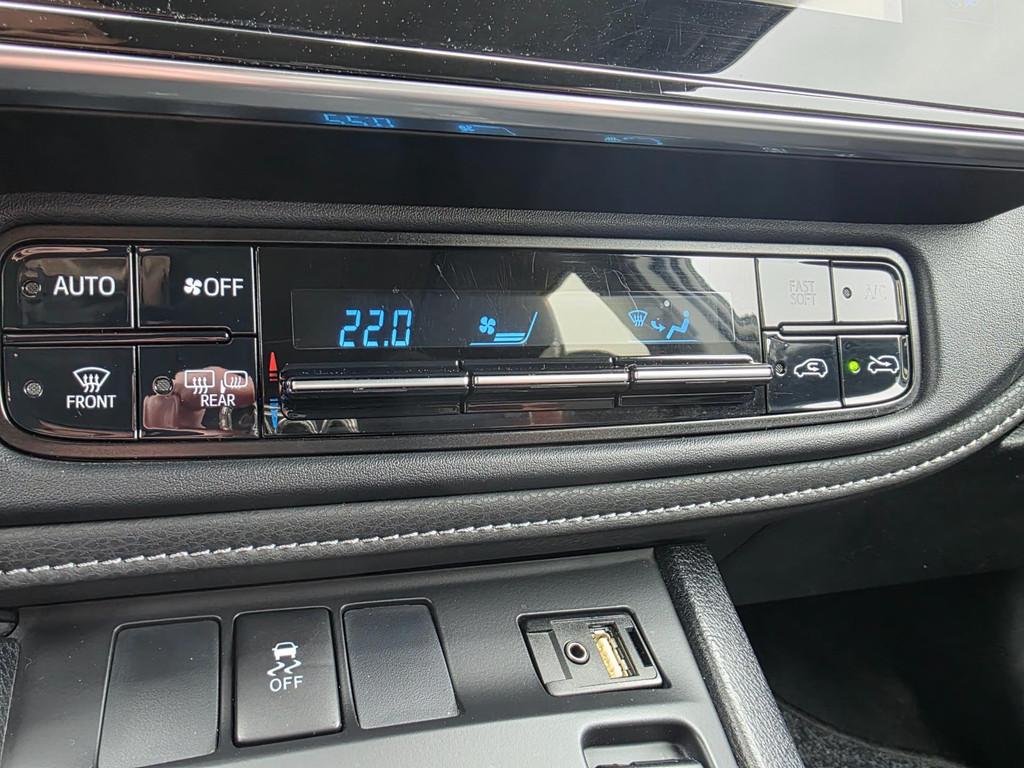 AUTO
OFF
FAST
SOFT
A/C
22.0
FRONT
REAR
OFF